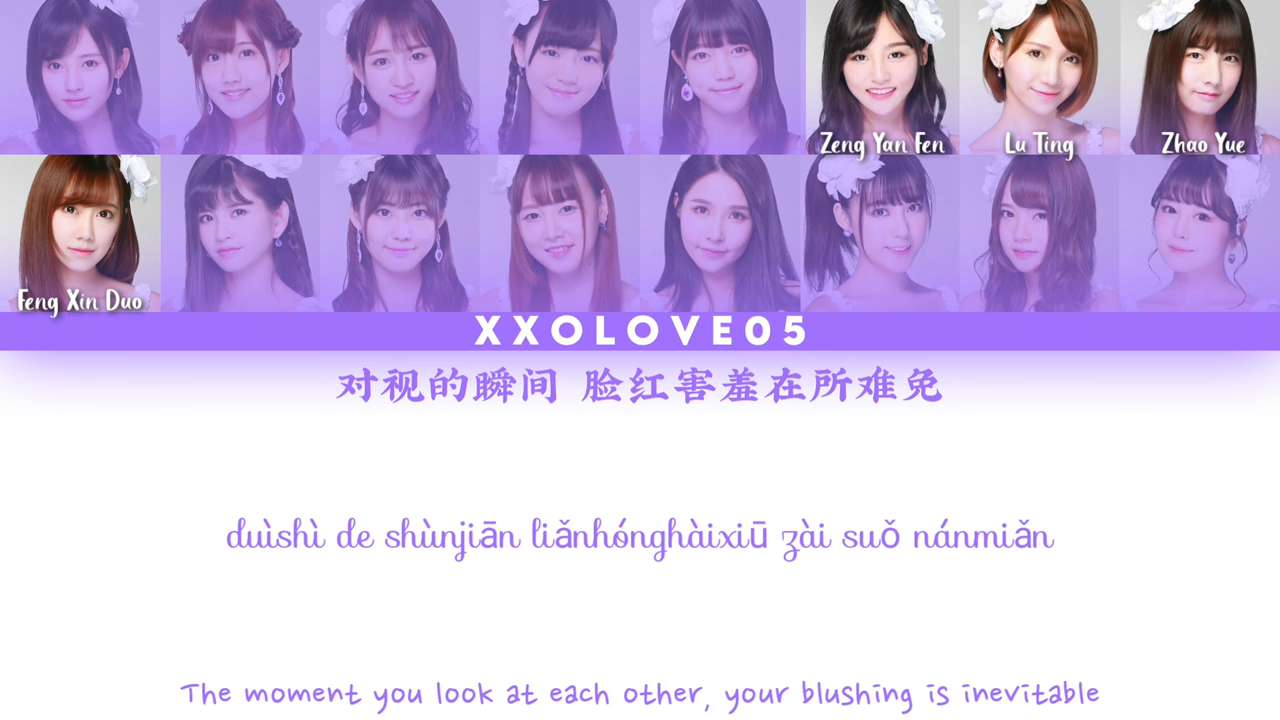 Zeng Yan Fen
Lu Ting
Zhao Yue
Feng Xin Duo
XXOLOVE05
对视的瞬间 脸红害羞在所难免
duìshì de shùnjiān liǎnhónghàixiū zài suǒ nánmiǎn
The moment you look at each other, your blushing is inevitable